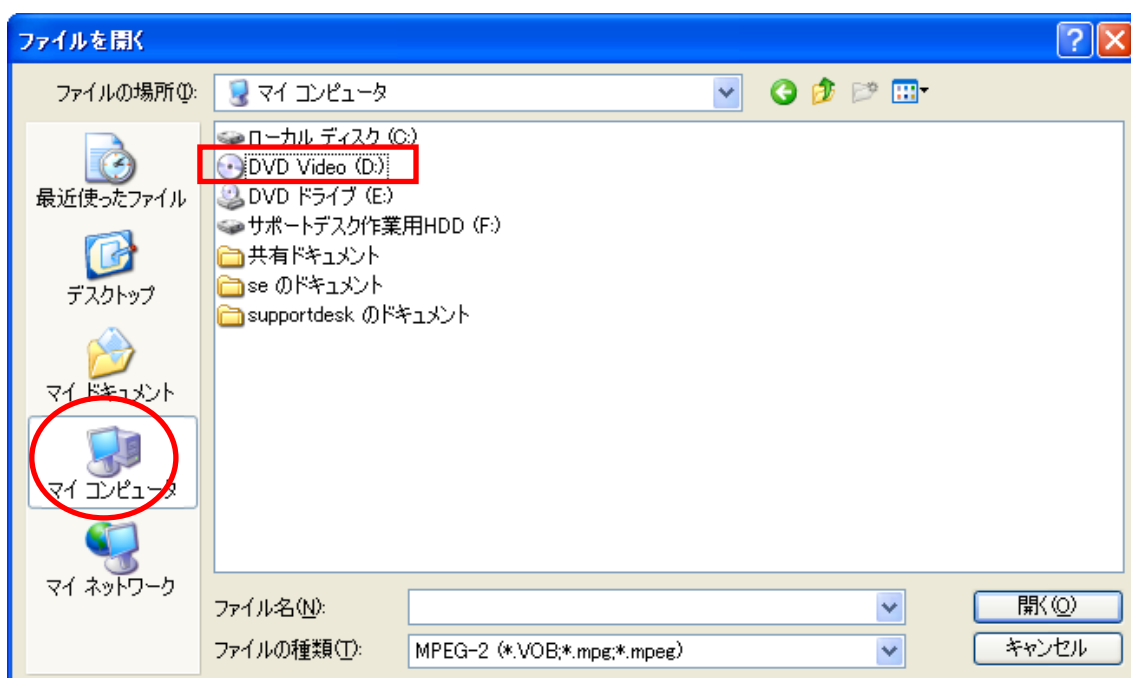 ファイルを開く
ファイルの場所(I):
マイ コンピュータ
最近使ったファイル
デスクトップ
マイ ドキュメント
マイ コンピュータ
マイ ネットワーク
ローカル ディスク (C:)
DVD Video (D:)
DVD ドライブ (E:)
サポートデスク作業用HDD (F:)
共有ドキュメント
se のドキュメント
supportdesk のドキュメント
ファイル名(N):
開く(O)
ファイルの種類(T):
MPEG-2 (*.VOB;*.mpg;*.mpeg)
キャンセル